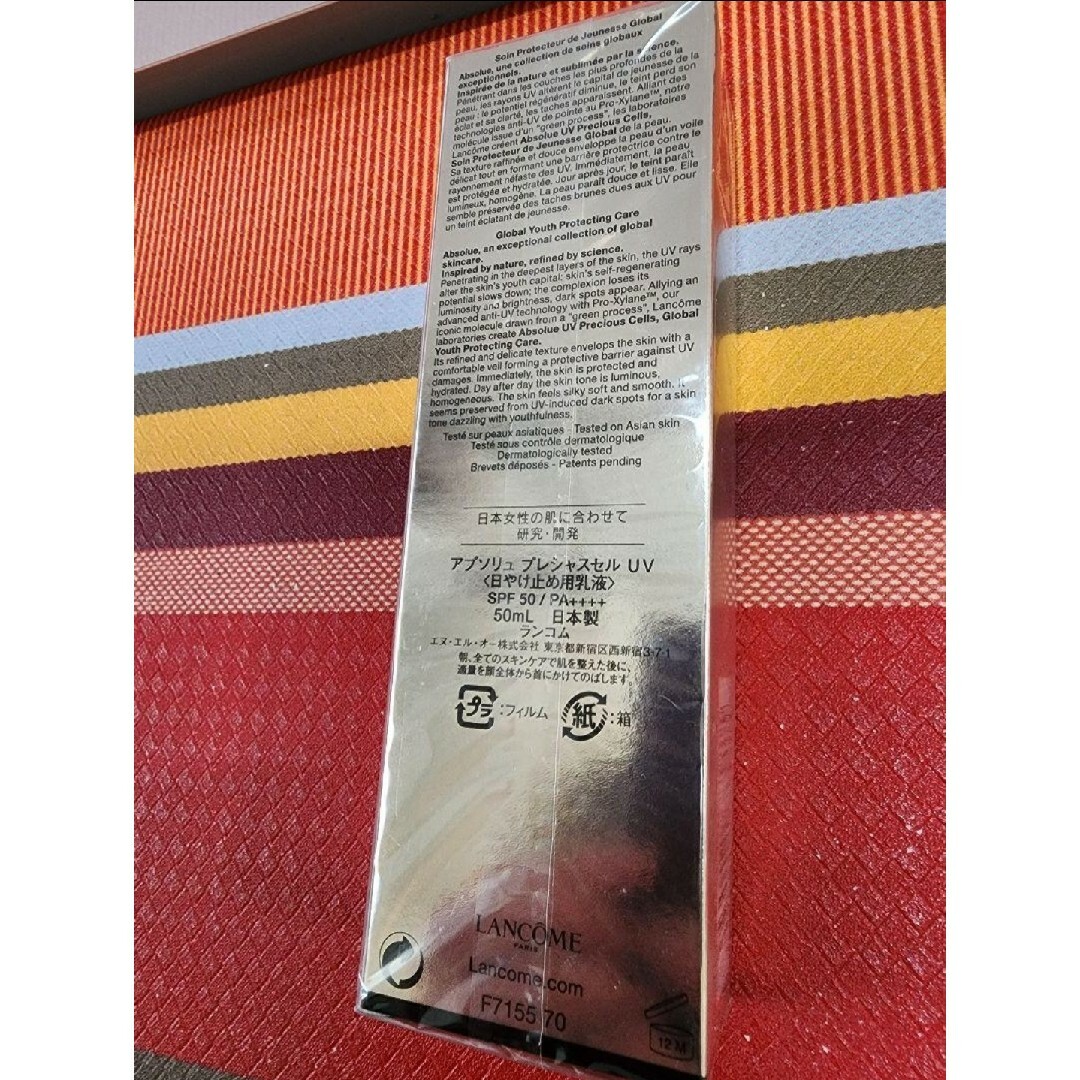 Soin Protecteur de Jeunesse Global
Absolue, une collection de soins globaux
exceptionnels.
Inspirée de la nature et sublimée par la science.
Pénétrant dans les couches les plus profondes de la
peau, les rayons UV altèrent le capital de jeunesse de la
peau : le potentiel régénératif diminue, le teint perd son
éclat et sa clarté, les taches apparaissent. Alliant des
technologies anti-UV de pointe au Pro-Xylane™, notre
molécule issue d'un "green process", les laboratoires
Lancôme créent Absolue UV Precious Cells,
Soin Protecteur de Jeunesse Global de la peau.
Sa texture raffinée et douce enveloppe la peau d'un voile
délicat tout en formant une barrière protectrice contre le
rayonnement néfaste des UV. Immédiatement, la peau
est protégée et hydratée. Jour après jour, le teint paraît
lumineux, homogène. La peau paraît douce et lisse. Elle
semble préservée des taches brunes dues aux UV pour
un teint éclatant de jeunesse.
Global Youth Protecting Care
Absolue, an exceptional collection of global
skincare.
Inspired by nature, refined by science.
Penetrating in the deepest layers of the skin, the UV rays
alter the skin's youth capital: skin's self-regenerating
potential slows down; the complexion loses its
luminosity and brightness, dark spots appear. Allying an
advanced anti-UV technology with Pro-Xylane™, our
iconic molecule drawn from a "green process", Lancôme
laboratories create Absolue UV Precious Cells, Global
Youth Protecting Care.
Its refined and delicate texture envelops the skin with a
comfortable veil forming a protective barrier against UV
damages. Immediately, the skin is protected and
hydrated. Day after day the skin tone is luminous,
homogeneous. The skin feels silky soft and smooth. It
seems preserved from UV-induced dark spots for a skin
tone dazzling with youthfulness.
Testé sur peaux asiatiques - Tested on Asian skin
Testé sous contrôle dermatologique
Dermatologically tested
Brevets déposés - Patents pending
日本女性の肌に合わせて
研究・開発
アプソリュ プレシャスセル UV
〈日やけ止め用乳液〉
SPF 50 / PA++++
50mL 日本製
ランコム
エヌ・エル・オー株式会社 東京都新宿区西新宿3-7-1
朝、全てのスキンケアで肌を整えた後に、
適量を顔全体から首にかけてのばします。
プラ:フィルム 紙:箱
LANCÔME
PARIS
Lancome.com
F7155 70
12 M